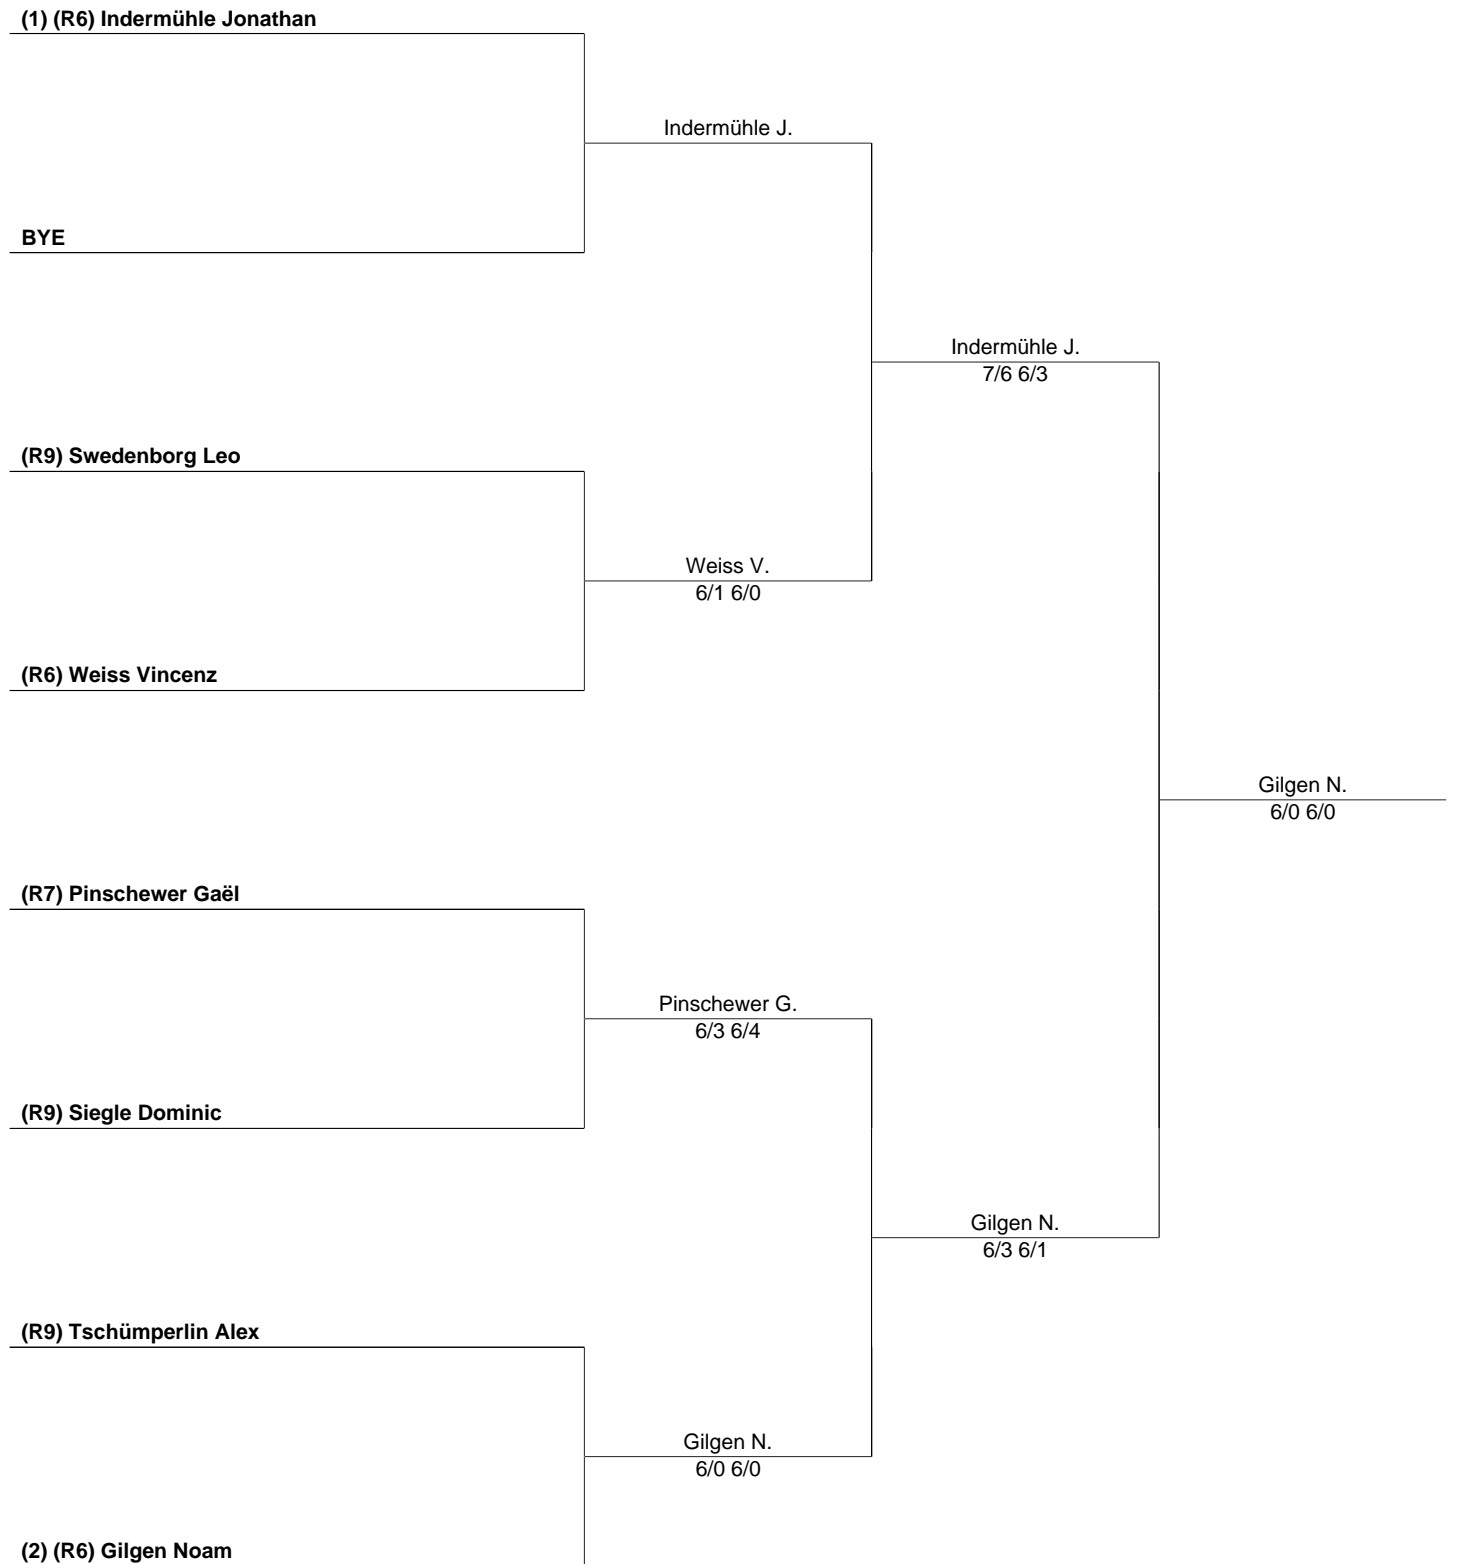 (1) (R6) Indermühle Jonathan
Indermühle J.
BYE
Indermühle J.
7/6 6/3
(R9) Swedenborg Leo
Weiss V.
6/1 6/0
(R6) Weiss Vincenz
Gilgen N.
6/0 6/0
(R7) Pinschewer Gaël
Pinschewer G.
6/3 6/4
(R9) Siegle Dominic
Gilgen N.
6/3 6/1
(R9) Tschümperlin Alex
Gilgen N.
6/0 6/0
(2) (R6) Gilgen Noam